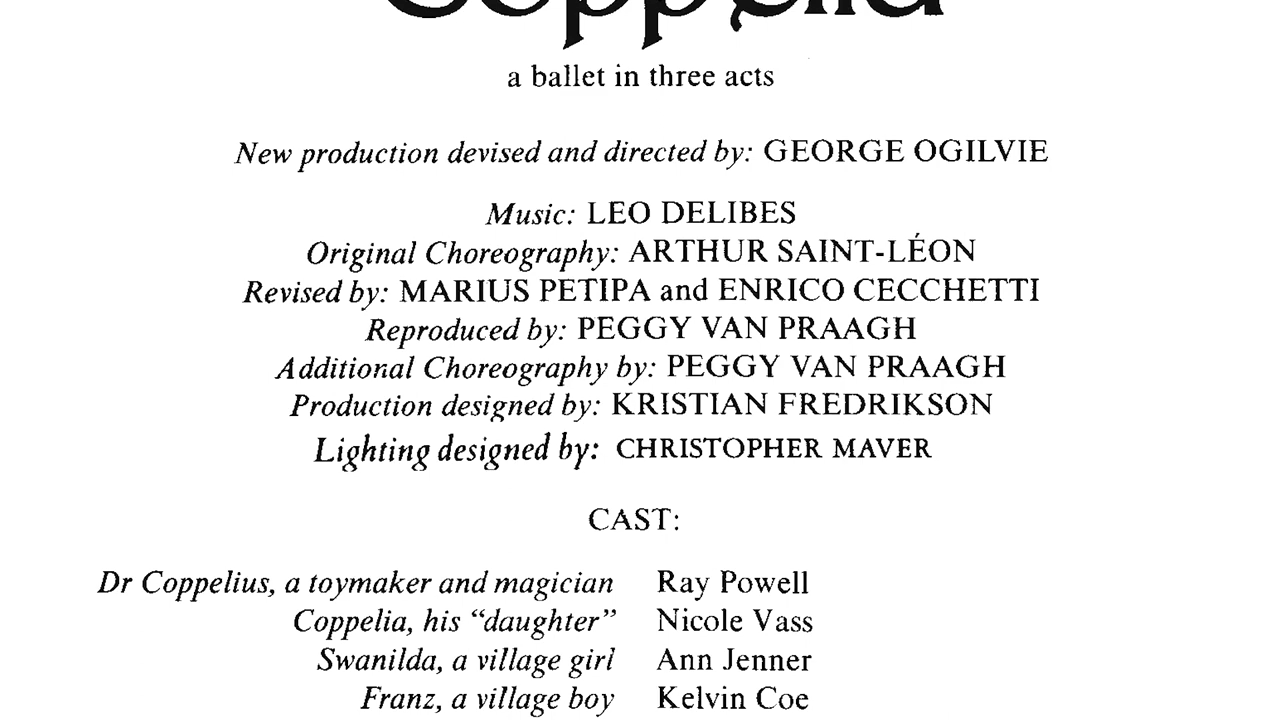 Coppelia
a ballet in three acts
New production devised and directed by: GEORGE OGILVIE
Music: LEO DELIBES
Original Choreography: ARTHUR SAINT-LÉON
Revised by: MARIUS PETIPA and ENRICO CECCHETTI
Reproduced by: PEGGY VAN PRAAGH
Additional Choreography by: PEGGY VAN PRAAGH
Production designed by: KRISTIAN FREDRIKSON
Lighting designed by: CHRISTOPHER MAVER
CAST:
Dr Coppelius, a toymaker and magician Ray Powell
Coppelia, his “daughter” Nicole Vass
Swanilda, a village girl Ann Jenner
Franz, a village boy Kelvin Coe